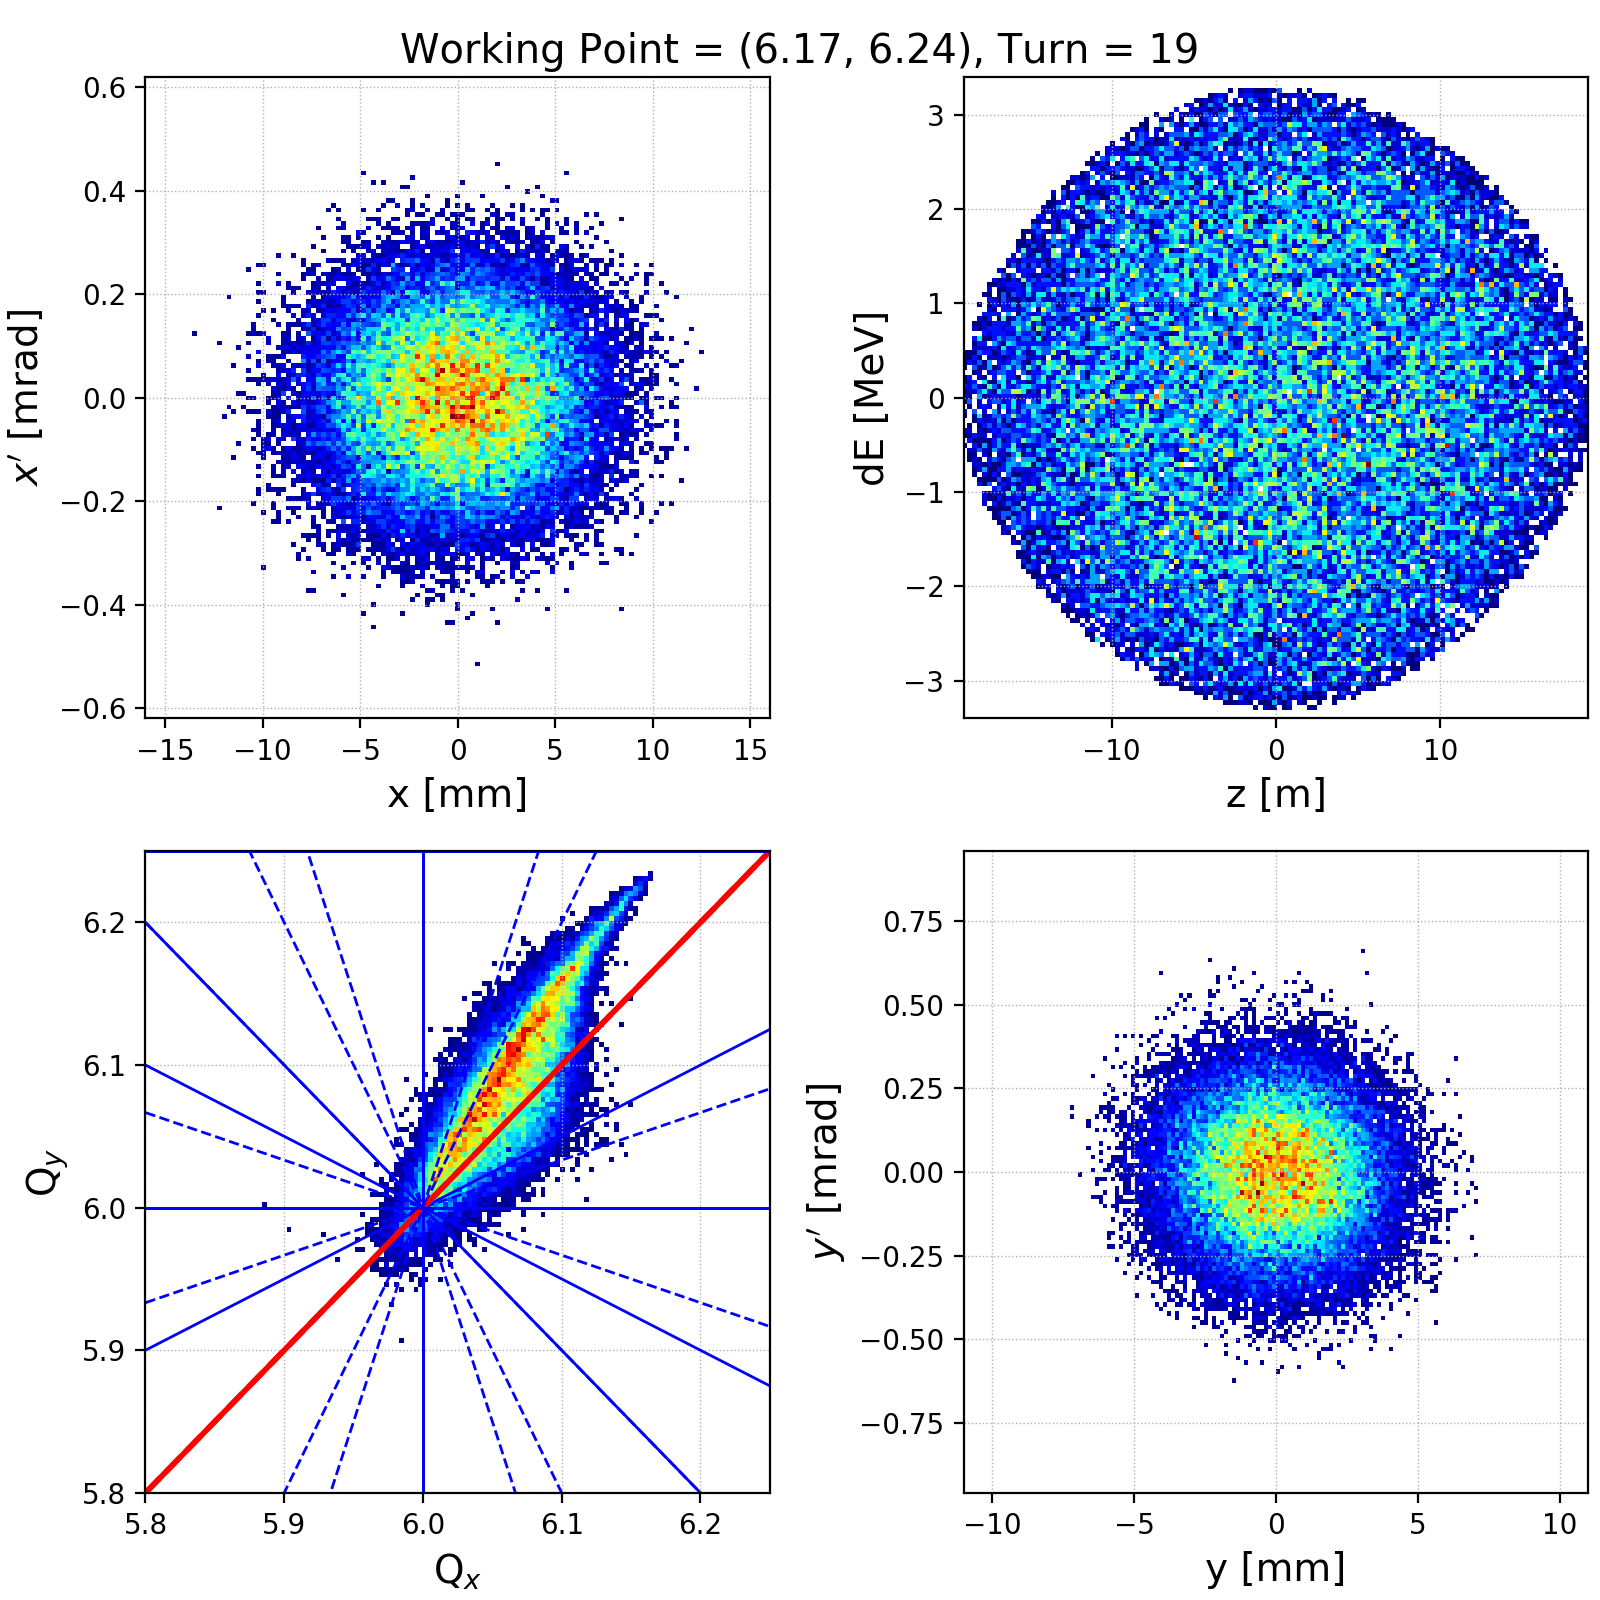 Working Point = (6.17, 6.24), Turn = 19
0.6
0.4
0.2
0.0
−0.2
−0.4
−0.6
x′ [mrad]
−15 −10 −5 0 5 10 15
x [mm]
3
2
1
0
−1
−2
−3
dE [MeV]
−10 0 10
z [m]
6.2
6.1
6.0
5.9
5.8
Qy
5.8 5.9 6.0 6.1 6.2
Qx
0.75
0.50
0.25
0.00
−0.25
−0.50
−0.75
y′ [mrad]
−10 −5 0 5 10
y [mm]